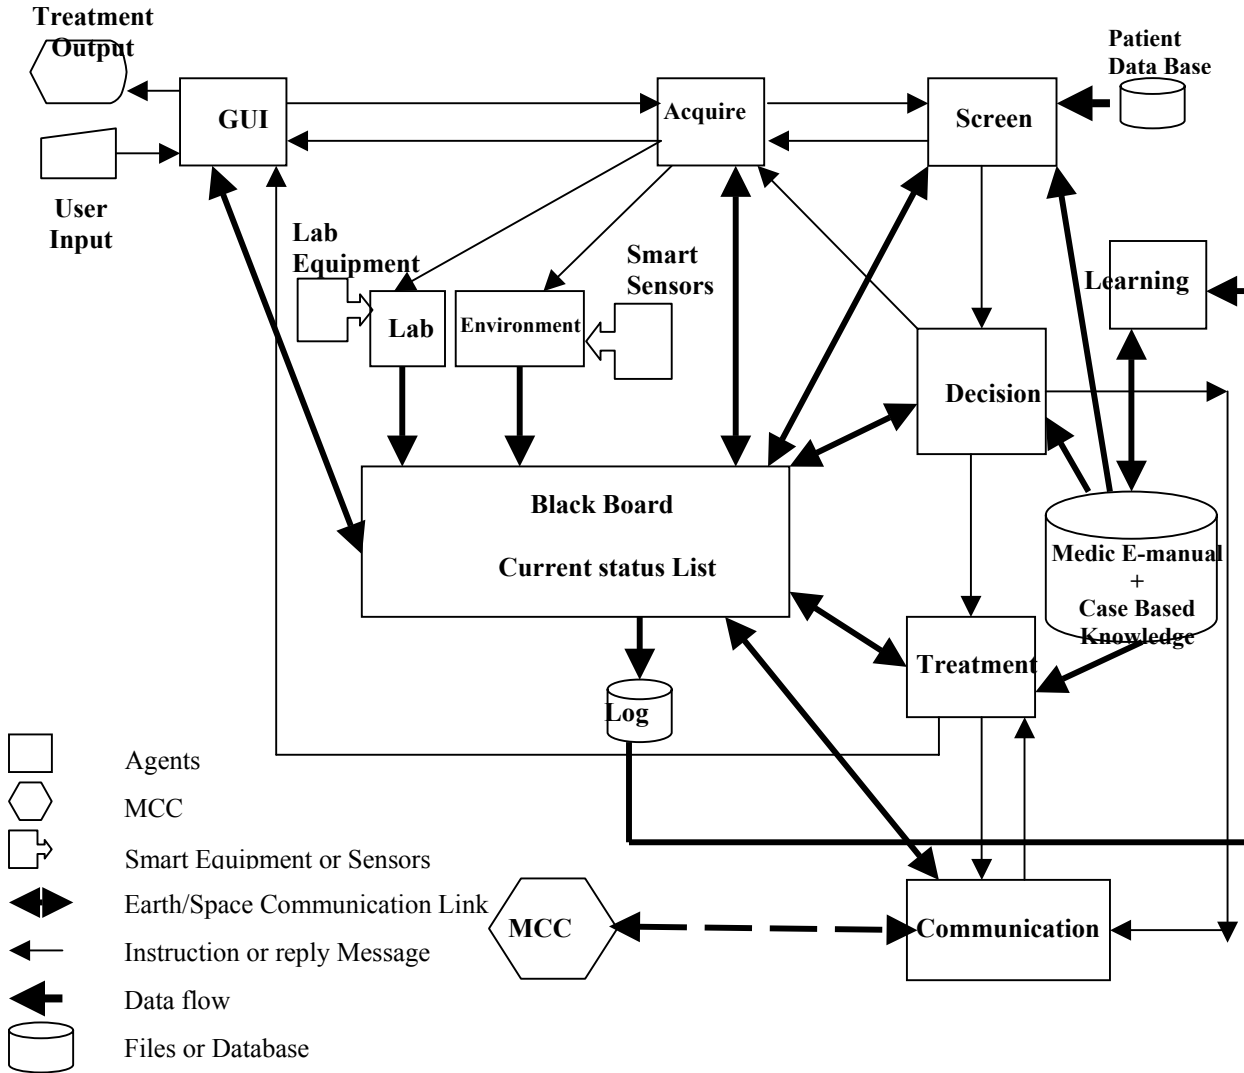 Treatment
Output
Patient
Data Base
GUI
Acquire
Screen
User
Input
Lab
Equipment
Smart
Sensors
Learning
Lab
Environment
Decision
Black Board
Current status List
Medic E-manual
+
Case Based
Knowledge
Treatment
Log
Agents
MCC
Smart Equipment or Sensors
Earth/Space Communication Link
MCC
Communication
Instruction or reply Message
Data flow
Files or Database